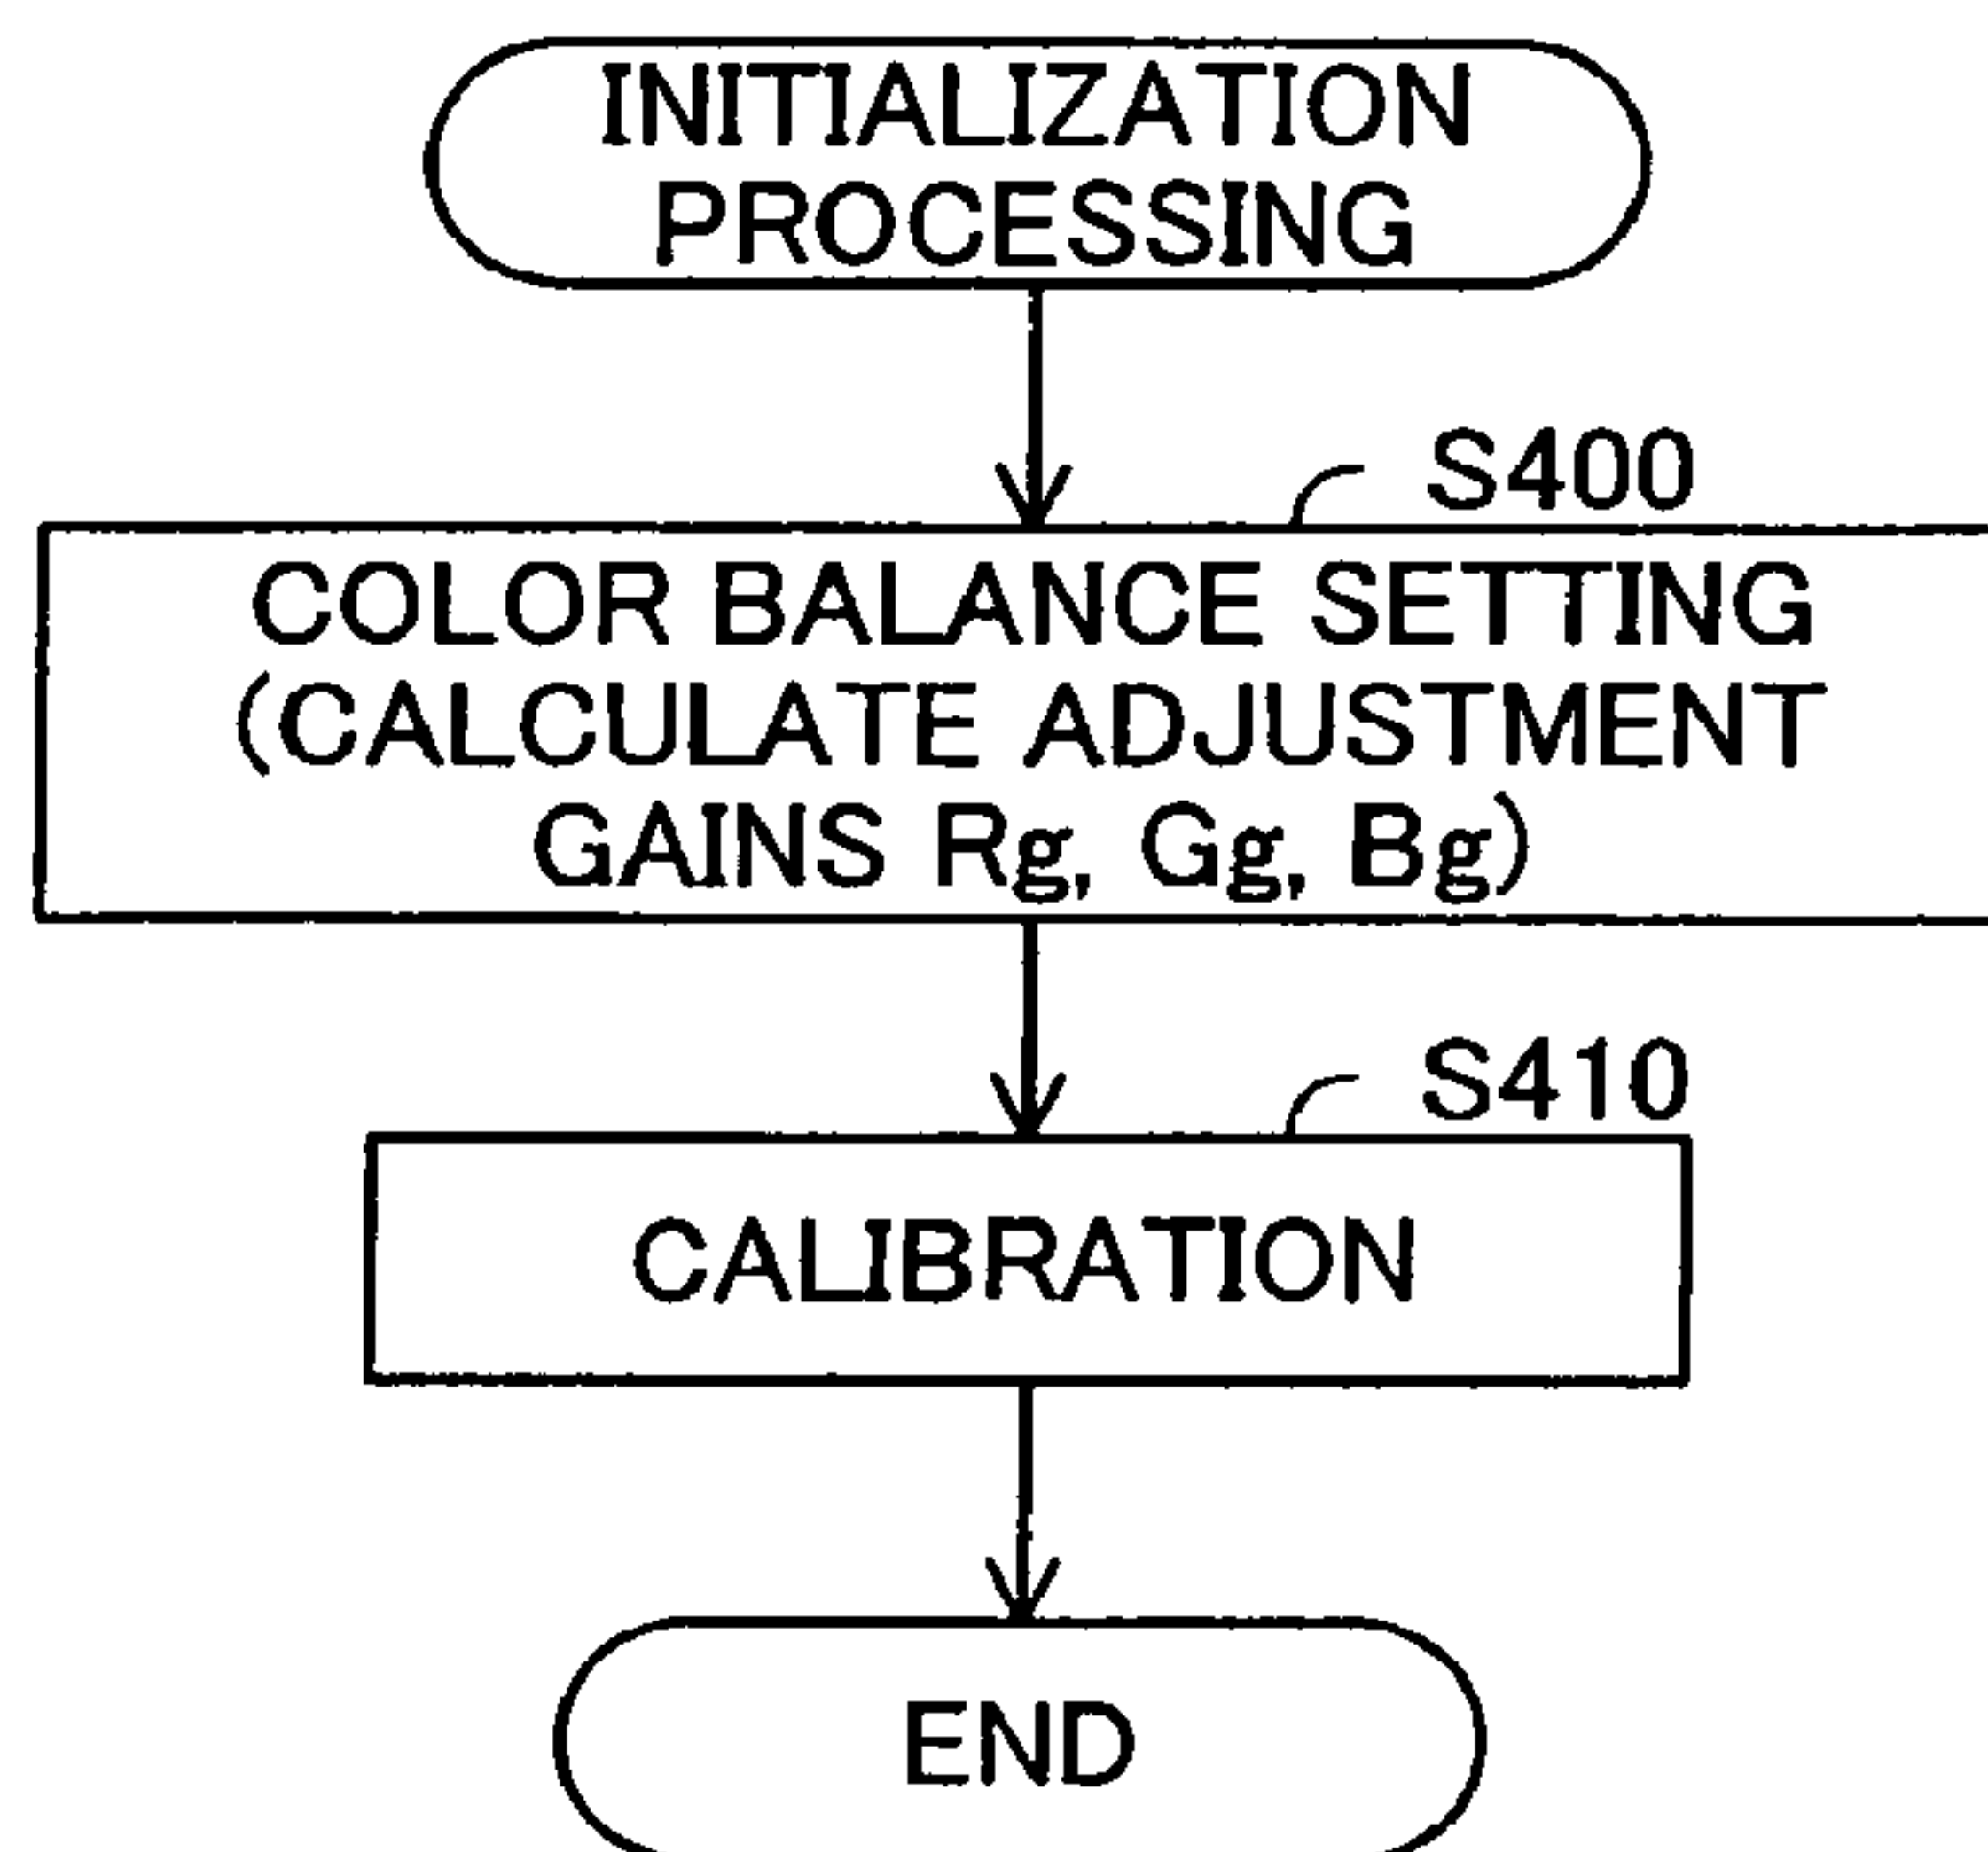 INITIALIZATION
PROCESSING
S400
COLOR BALANCE SETTING
(CALCULATE ADJUSTMENT
GAINS Rg, Gg, Bg)
S410
CALIBRATION
END